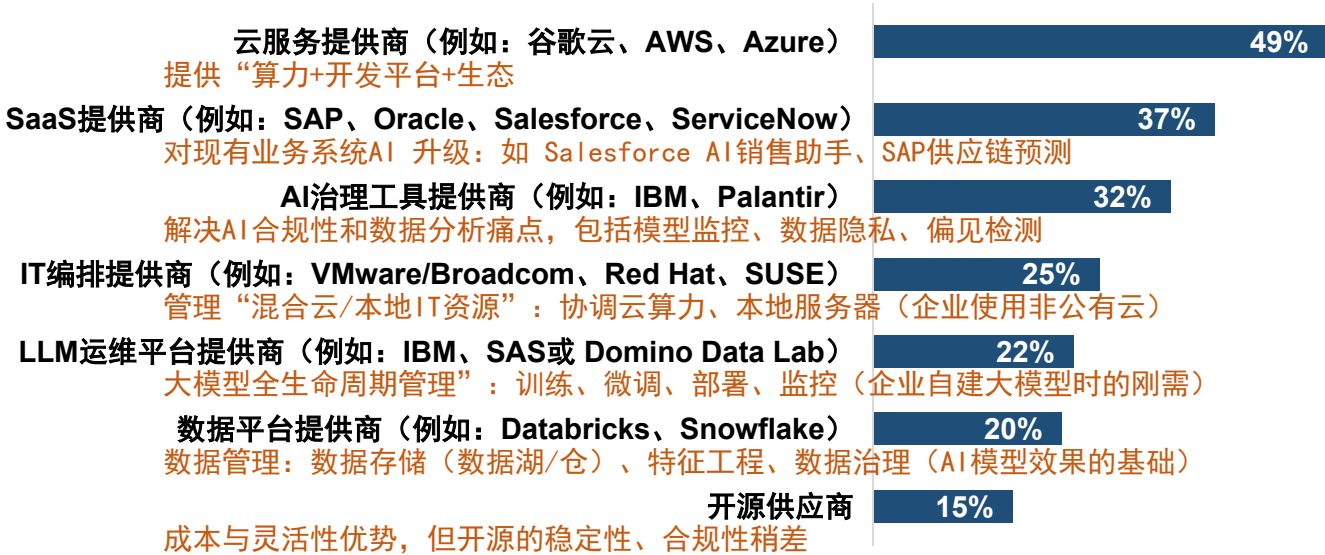 云服务提供商（例如：谷歌云、AWS、Azure） 49%
提供“算力+开发平台+生态
SaaS提供商（例如：SAP、Oracle、Salesforce、ServiceNow） 37%
对现有业务系统AI 升级：如 Salesforce AI销售助手、SAP供应链预测
AI治理工具提供商（例如：IBM、Palantir） 32%
解决AI合规性和数据分析痛点，包括模型监控、数据隐私、偏见检测
IT编排提供商（例如：VMware/Broadcom、Red Hat、SUSE） 25%
管理“混合云/本地IT资源”：协调云算力、本地服务器（企业使用非公有云）
LLM运维平台提供商（例如：IBM、SAS或 Domino Data Lab） 22%
大模型全生命周期管理”：训练、微调、部署、监控（企业自建大模型时的刚需）
数据平台提供商（例如：Databricks、Snowflake） 20%
数据管理：数据存储（数据湖/仓）、特征工程、数据治理（AI模型效果的基础）
开源供应商 15%
成本与灵活性优势，但开源的稳定性、合规性稍差